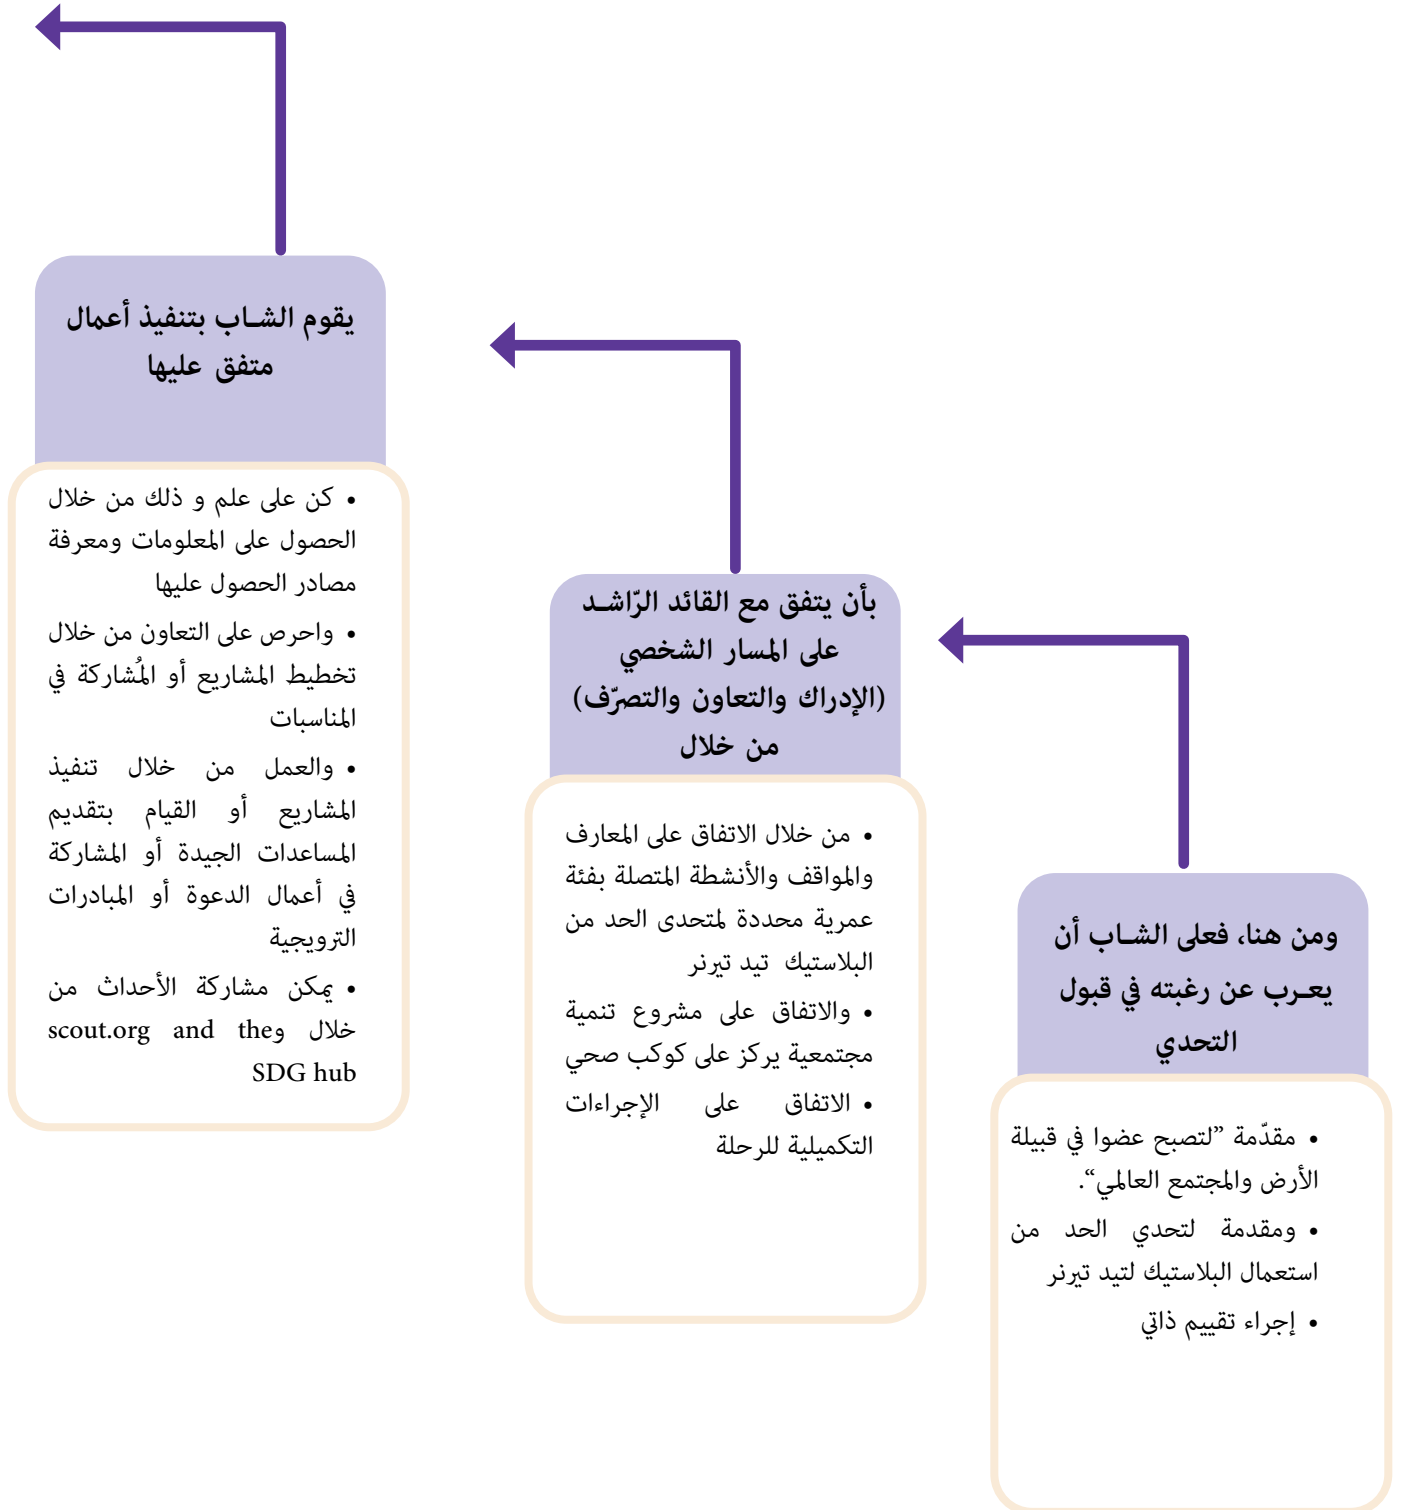 ومن هنا، فعلى الشـاب أن
يعـرب عن رغبته في قبول
التحدي
• مقدّمة ”لتصبح عضوا في قبيلة
الأرض والمجتمع العالمي“.
• ومقدمة لتحدي الحد من
استعمال البلاستيك لتيد تيرنر
• إجراء تقييم ذاتي
بأن يتفق مع القائد الرّاشـد
على المسار الشخصي
(الإدراك والتعاون والتصرّف)
من خلال
• من خلال الاتفاق على المعارف
والمواقف والأنشطة المتصلة بفئة
عمرية محددة لمتحدى الحد من
البلاستيك تيد تيرنر
• والاتفاق على مشروع تنمية
مجتمعية يركز على كوكب صحي
• الاتفاق على الإجراءات
التكميلية للرحلة
يقوم الشـاب بتنفيذ أعمال
متفق عليها
• كن على علم و ذلك من خلال
الحصول على المعلومات ومعرفة
مصادر الحصول عليها
• واحرص على التعاون من خلال
تخطيط المشاريع أو المُشاركة في
المناسبات
• والعمل من خلال تنفيذ
المشاريع أو القيام بتقديم
المساعدات الجيدة أو المشاركة
في أعمال الدعوة أو المبادرات
الترويجية
• يمكن مشاركة الأحداث من
خلال وscout.org and the
SDG hub